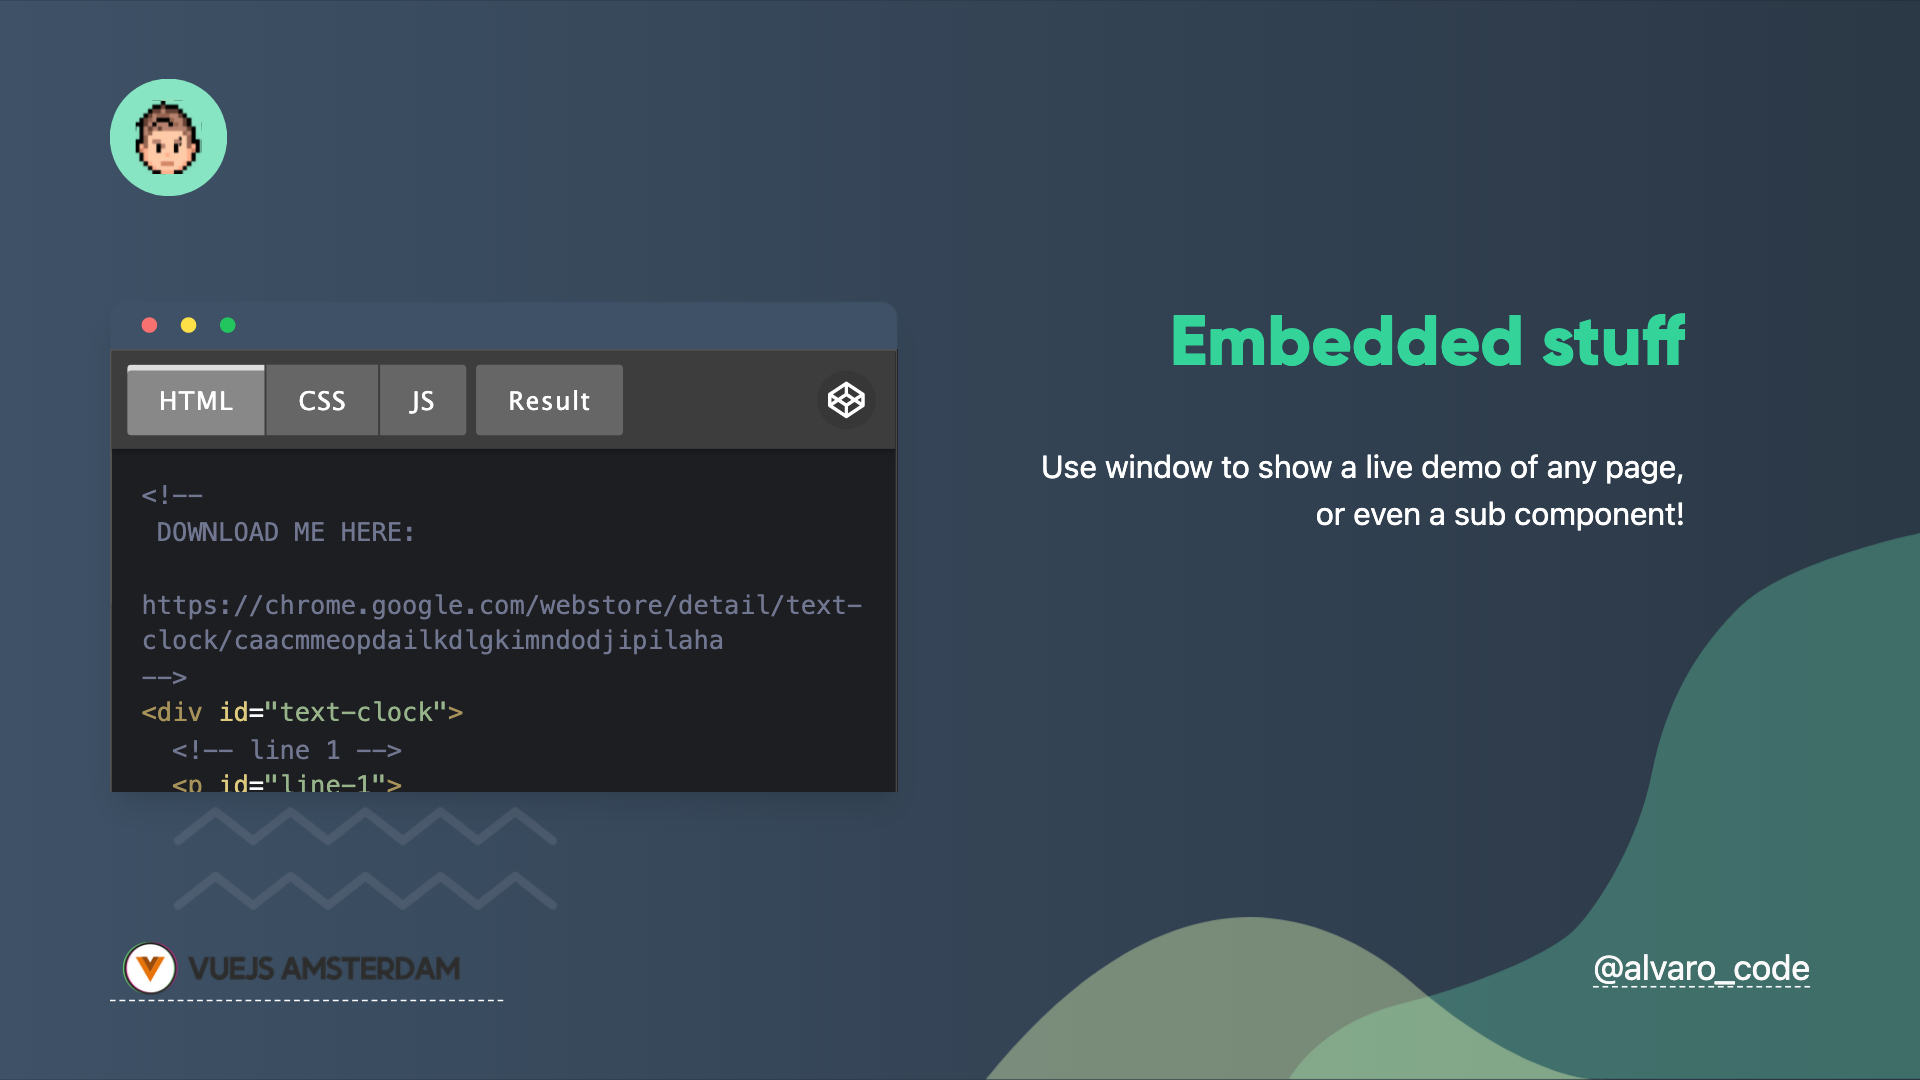 HTML CSS JS Result
<!--
DOWNLOAD ME HERE:
https://chrome.google.com/webstore/detail/text-
clock/caacmmeopdailkdlgkimndodjipilaha
-->
<div id="text-clock">
<!-- line 1 -->
<p id="line-1">
Embedded stuff
Use window to show a live demo of any page,
or even a sub component!
VUEJS AMSTERDAM
@alvaro_code